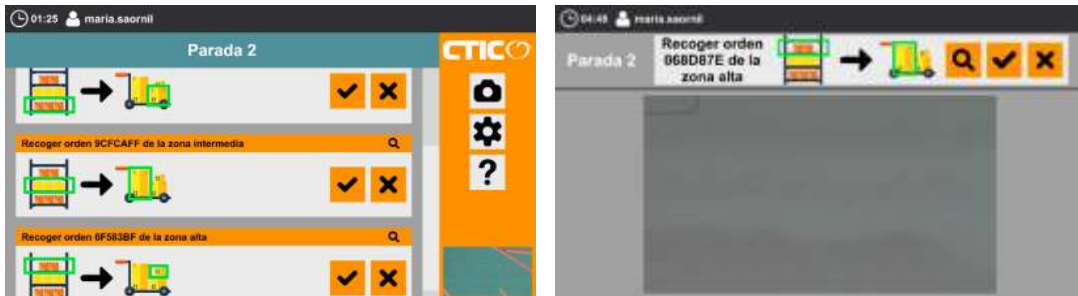 01:25 maria.saornil
Parada 2
CTIC
Recoger orden 9CFCAFF de la zona intermedia
Recoger orden 6F583BF de la zona alta
?
04:48 maria.saornil
Parada 2
Recoger orden
068D87E de la
zona alta